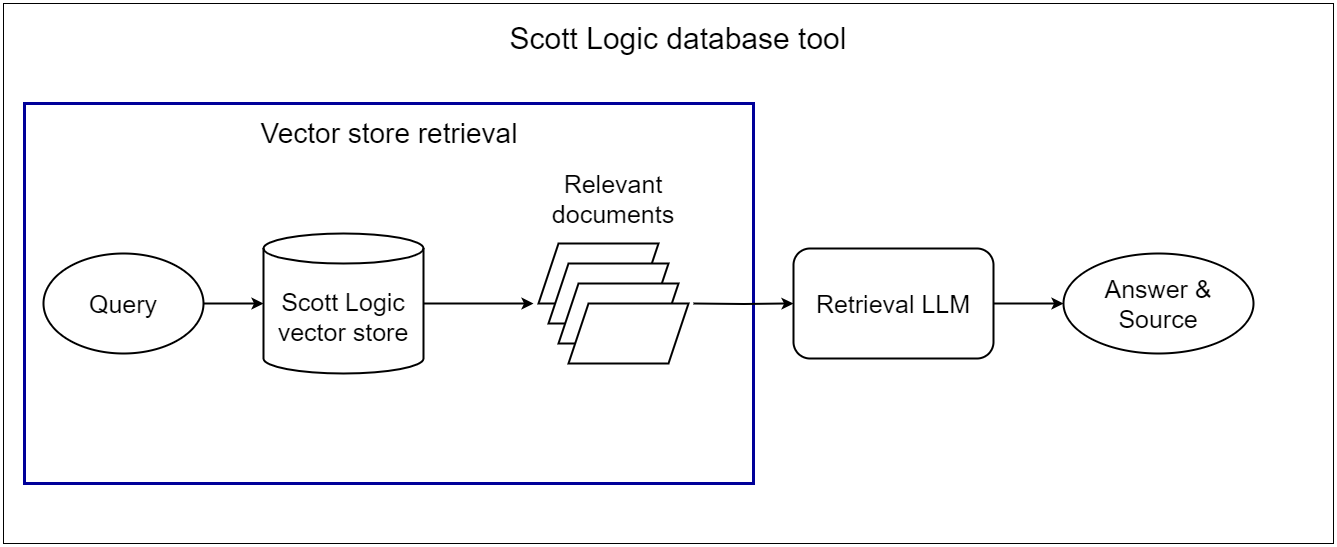 Scott Logic database tool
Vector store retrieval
Relevant
documents
Query
Scott Logic
vector store
Retrieval LLM
Answer &
Source